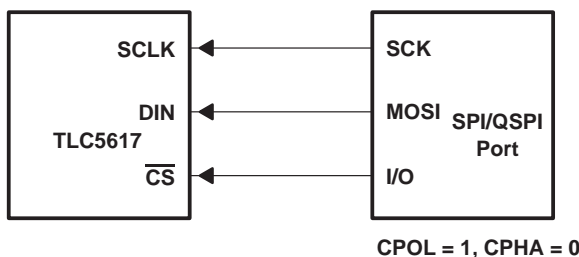 SCLK
DIN
TLC5617
CS
SCK
MOSI
SPI/QSPI
Port
I/O
CPOL = 1, CPHA = 0